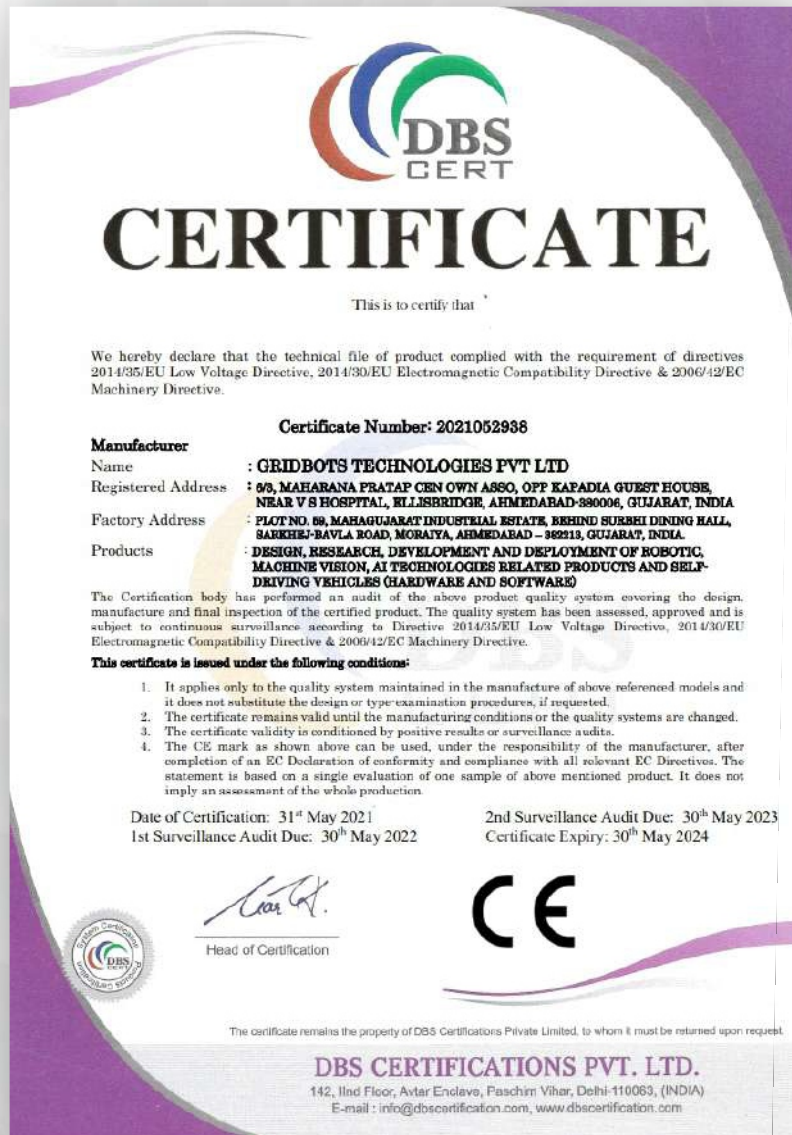 DBS
CERT
CERTIFICATE
This is to certify that
We hereby declare that the technical file of product complied with the requirement of directives
2014/35/EU Low Voltage Directive, 2014/30/EU Electromagnetic Compatibility Directive & 2006/42/EC
Machinery Directive.
Certificate Number: 2021052938
Manufacturer
Name : GRIDBOTS TECHNOLOGIES PVT LTD
Registered Address : 6/3, MAHARANA PRATAP CEN OWN ASSO, OPP KAPADIA GUEST HOUSE,
NEAR V S HOSPITAL, ELLISBRIDGE, AHMEDABAD-380006, GUJARAT, INDIA
Factory Address : PLOT NO. 59, MAHAGUJARAT INDUSTRIAL ESTATE, BEHIND SURBHI DINING HALL,
SARKHEJ-BAVLA ROAD, MORAIYA, AHMEDABAD – 382213, GUJARAT, INDIA.
Products : DESIGN, RESEARCH, DEVELOPMENT AND DEPLOYMENT OF ROBOTIC,
MACHINE VISION, AI TECHNOLOGIES RELATED PRODUCTS AND SELF-
DRIVING VEHICLES (HARDWARE AND SOFTWARE)
The Certification body has performed an audit of the above product quality system covering the design,
manufacture and final inspection of the certified product. The quality system has been assessed, approved and is
subject to continuous surveillance according to Directive 2014/35/EU Low Voltage Directive, 2014/30/EU
Electromagnetic Compatibility Directive & 2006/42/EC Machinery Directive.
This certificate is issued under the following conditions:
1. It applies only to the quality system maintained in the manufacture of above referenced models and
it does not substitute the design or type-examination procedures, if requested.
2. The certificate remains valid until the manufacturing conditions or the quality systems are changed.
3. The certificate validity is conditioned by positive results or surveillance audits.
4. The CE mark as shown above can be used, under the responsibility of the manufacturer, after
completion of an EC Declaration of conformity and compliance with all relevant EC Directives. The
statement is based on a single evaluation of one sample of above mentioned product. It does not
imply an assessment of the whole production.
Date of Certification: 31st May 2021 2nd Surveillance Audit Due: 30th May 2023
1st Surveillance Audit Due: 30th May 2022 Certificate Expiry: 30th May 2024
CE
Head of Certification
System Certification
DBS
CERT
Products Certification
The certificate remains the property of DBS Certifications Private Limited, to whom it must be returned upon request
DBS CERTIFICATIONS PVT. LTD.
142, IInd Floor, Avtar Enclave, Paschim Vihar, Delhi-110063, (INDIA)
E-mail : info@dbscertification.com, www.dbscertification.com